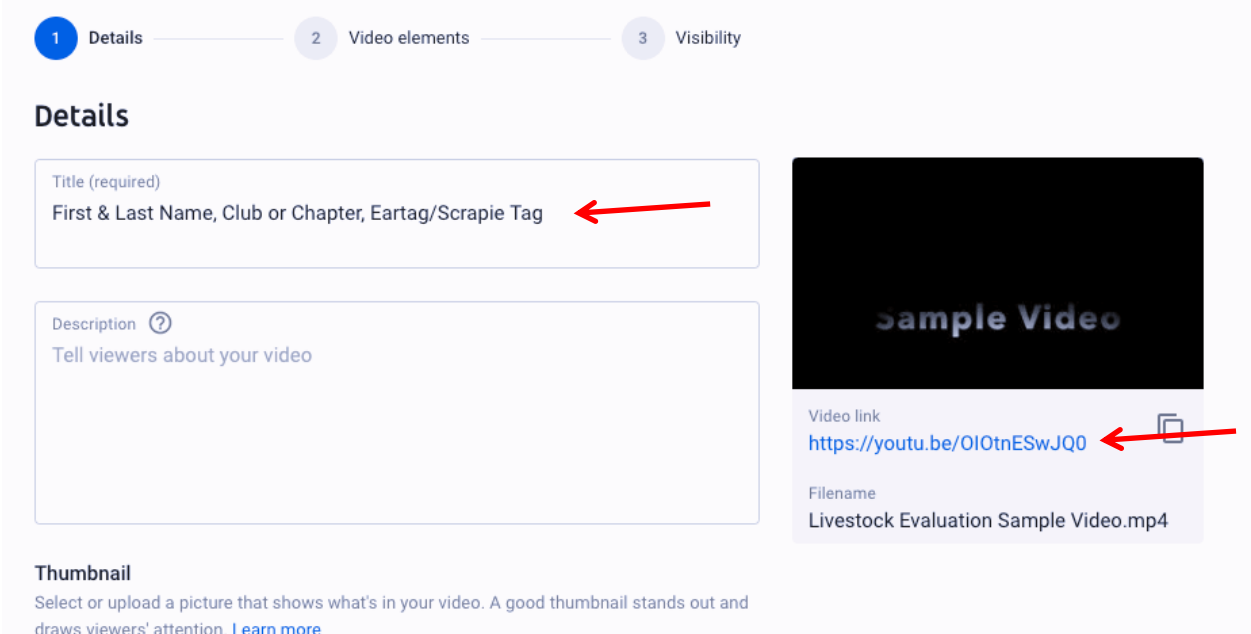 1 Details 2 Video elements 3 Visibility
Details
Title (required)
First & Last Name, Club or Chapter, Eartag/Scrapie Tag
Description ?
Tell viewers about your video
Sample Video
Video link
https://youtu.be/OIOtnESwJQ0
Filename
Livestock Evaluation Sample Video.mp4
Thumbnail
Select or upload a picture that shows what's in your video. A good thumbnail stands out and
draws viewers' attention. Learn more